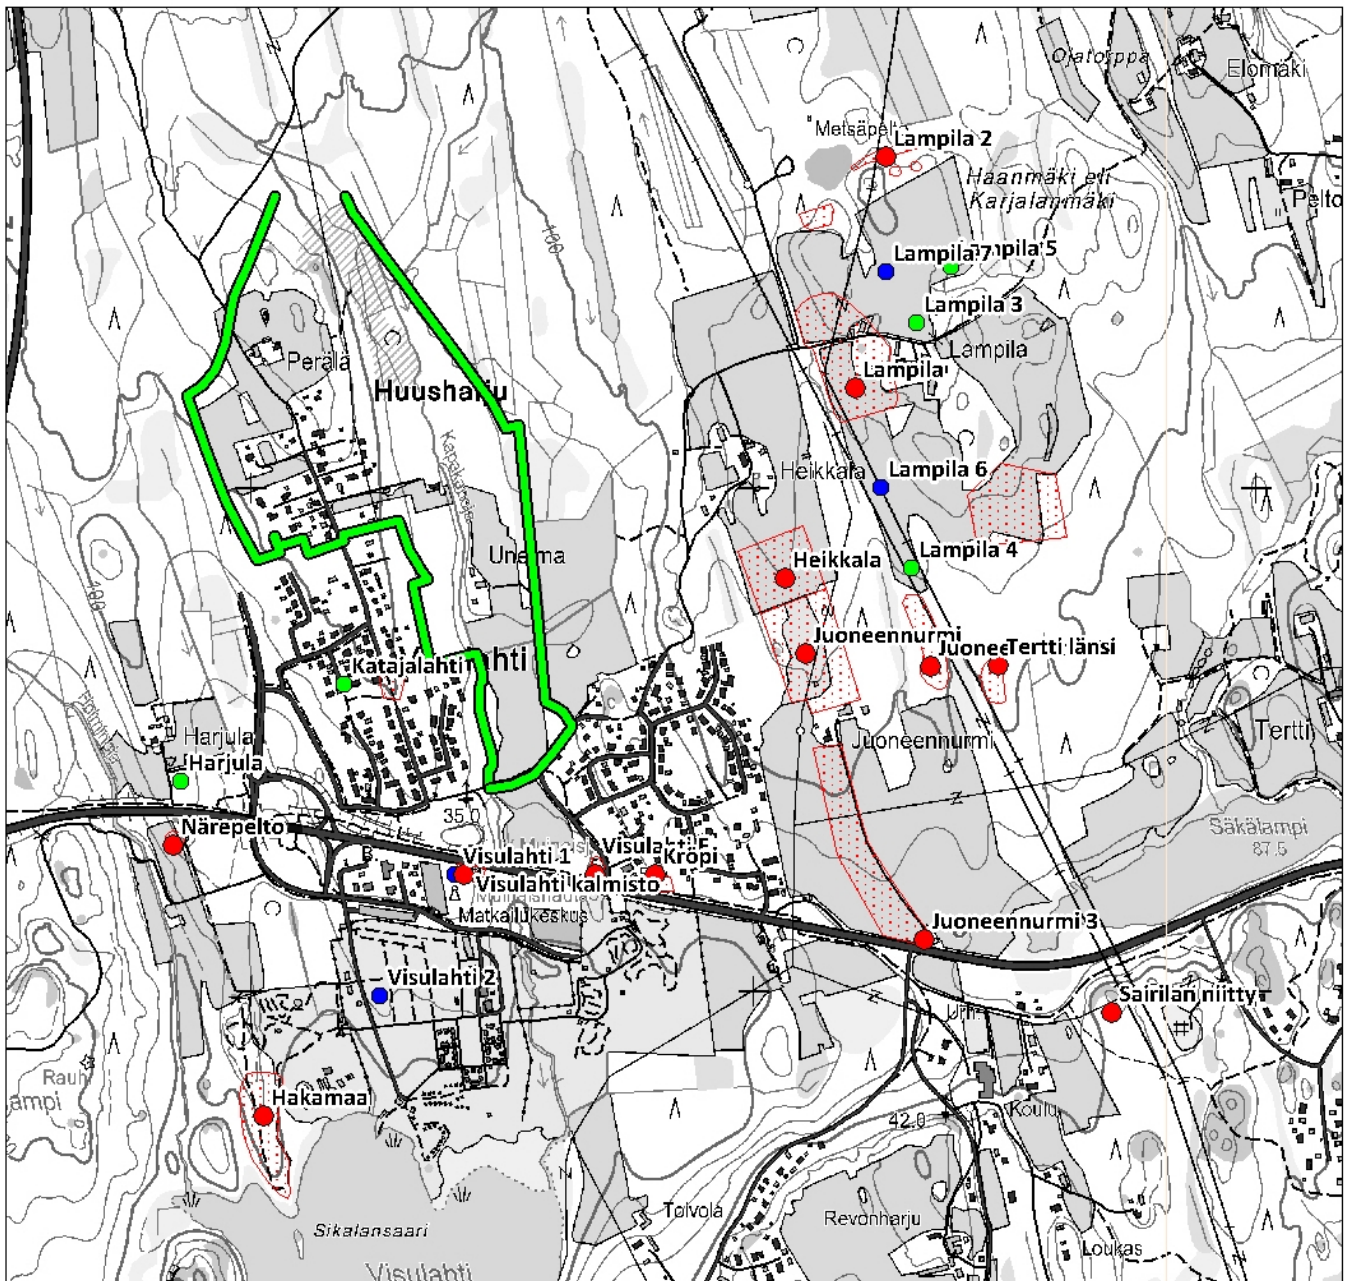 Ojatorppa
Elomäki
Lampila 2
Haanmäki eli
Karjalanmäki
Pelto
100
Lampila 7
Lampila 3
Perälä
Lampila
Lampila
Huusharju
Heikkala
Lampila 6
Unelma
Lampila 4
Heikkala
100
Juoneennurmi
Tertti länsi
Katajalahti
Harjula
Juoneennurmi
Tertti
Harjula
35.0
Säkälampi
87.5
Närepelto
Visulahti 1
Kröpi
Visulahti kalmisto
Matkailukeskus
Juoneennurmi 3
Visulahti 2
Sairilan niitty
Hakamaa
Koulu
42.0
Toivola
Revonharju
Sikalansaari
Loukas
Visulahti